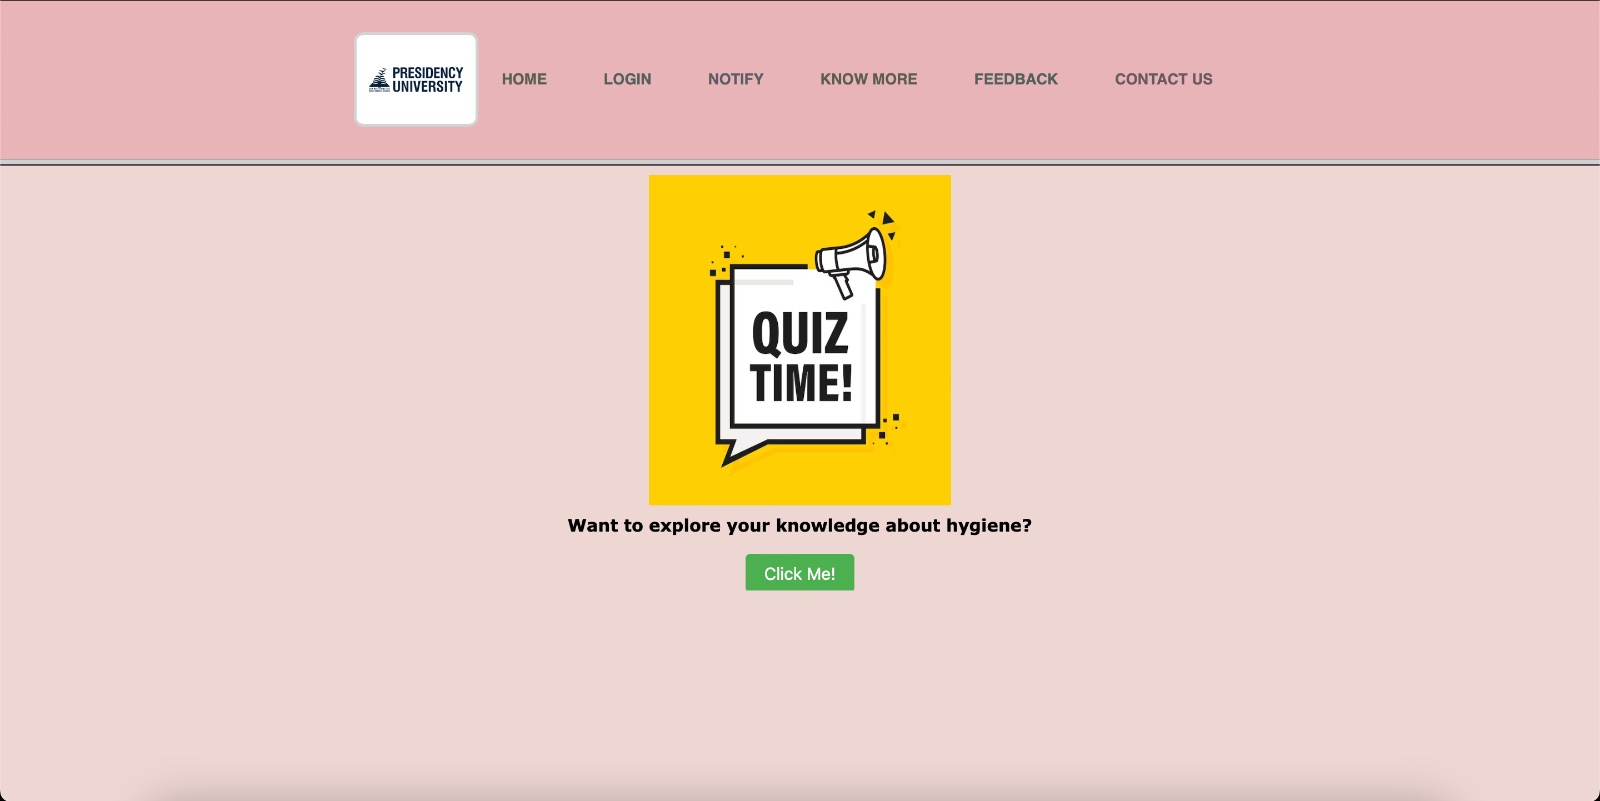 PRESIDENCY
UNIVERSITY
HOME
LOGIN
NOTIFY
KNOW MORE
FEEDBACK
CONTACT US
QUIZ
TIME!
Want to explore your knowledge about hygiene?
Click Me!